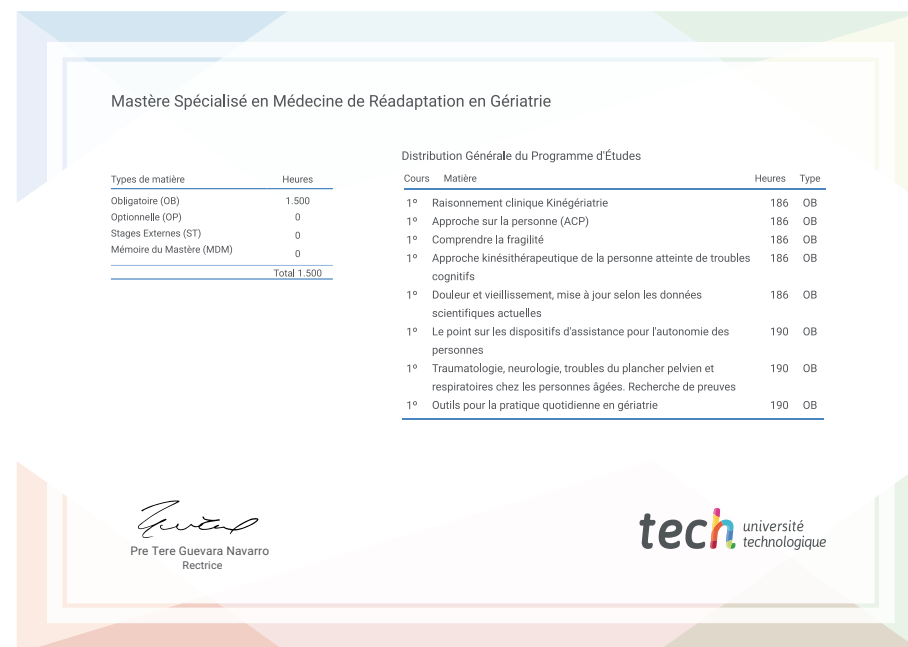 Mastère Spécialisé en Médecine de Réadaptation en Gériatrie
Types de matière Heures
Obligatoire (OB) 1.500
Optionnelle (OP) 0
Stages Externes (ST) 0
Mémoire du Mastère (MDM) 0
Total 1.500
Distribution Générale du Programme d'Études
Cours Matière Heures Type
1º Raisonnement clinique Kinégériatrie 186 OB
1º Approche sur la personne (ACP) 186 OB
1º Comprendre la fragilité 186 OB
1º Approche kinésithérapeutique de la personne atteinte de troubles 186 OB
cognitifs
1º Douleur et vieillissement, mise à jour selon les données 186 OB
scientifiques actuelles
1º Le point sur les dispositifs d'assistance pour l'autonomie des 190 OB
personnes
1º Traumatologie, neurologie, troubles du plancher pelvien et 190 OB
respiratoires chez les personnes âgées. Recherche de preuves
1º Outils pour la pratique quotidienne en gériatrie 190 OB
Pre Tere Guevara Navarro
Rectrice
tech université
technologique